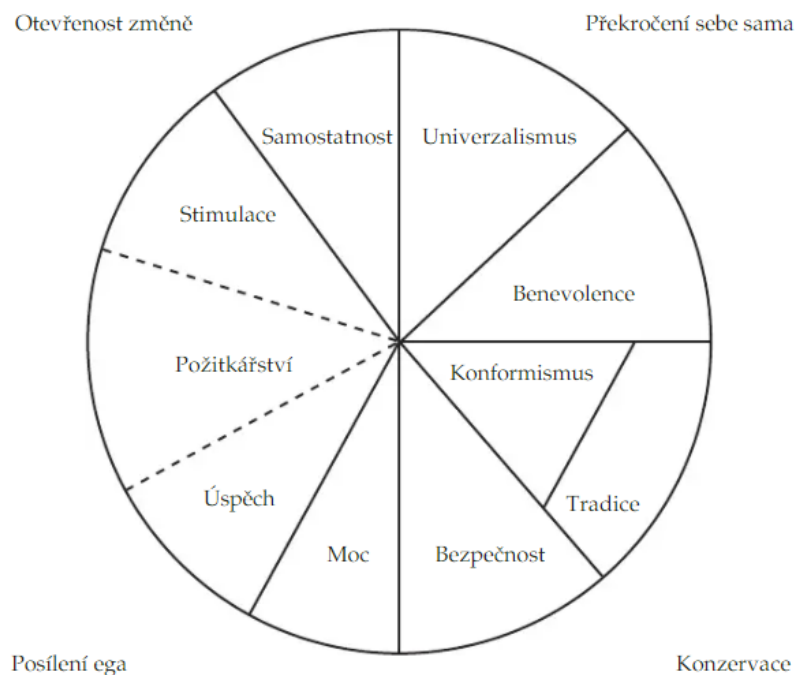 Otevřenost změně
Překročení sebe sama
Samostatnost
Univerzalismus
Stimulace
Benevolence
Požitkářství
Konformismus
Úspěch
Tradice
Moc
Bezpečnost
Posílení ega
Konzervace